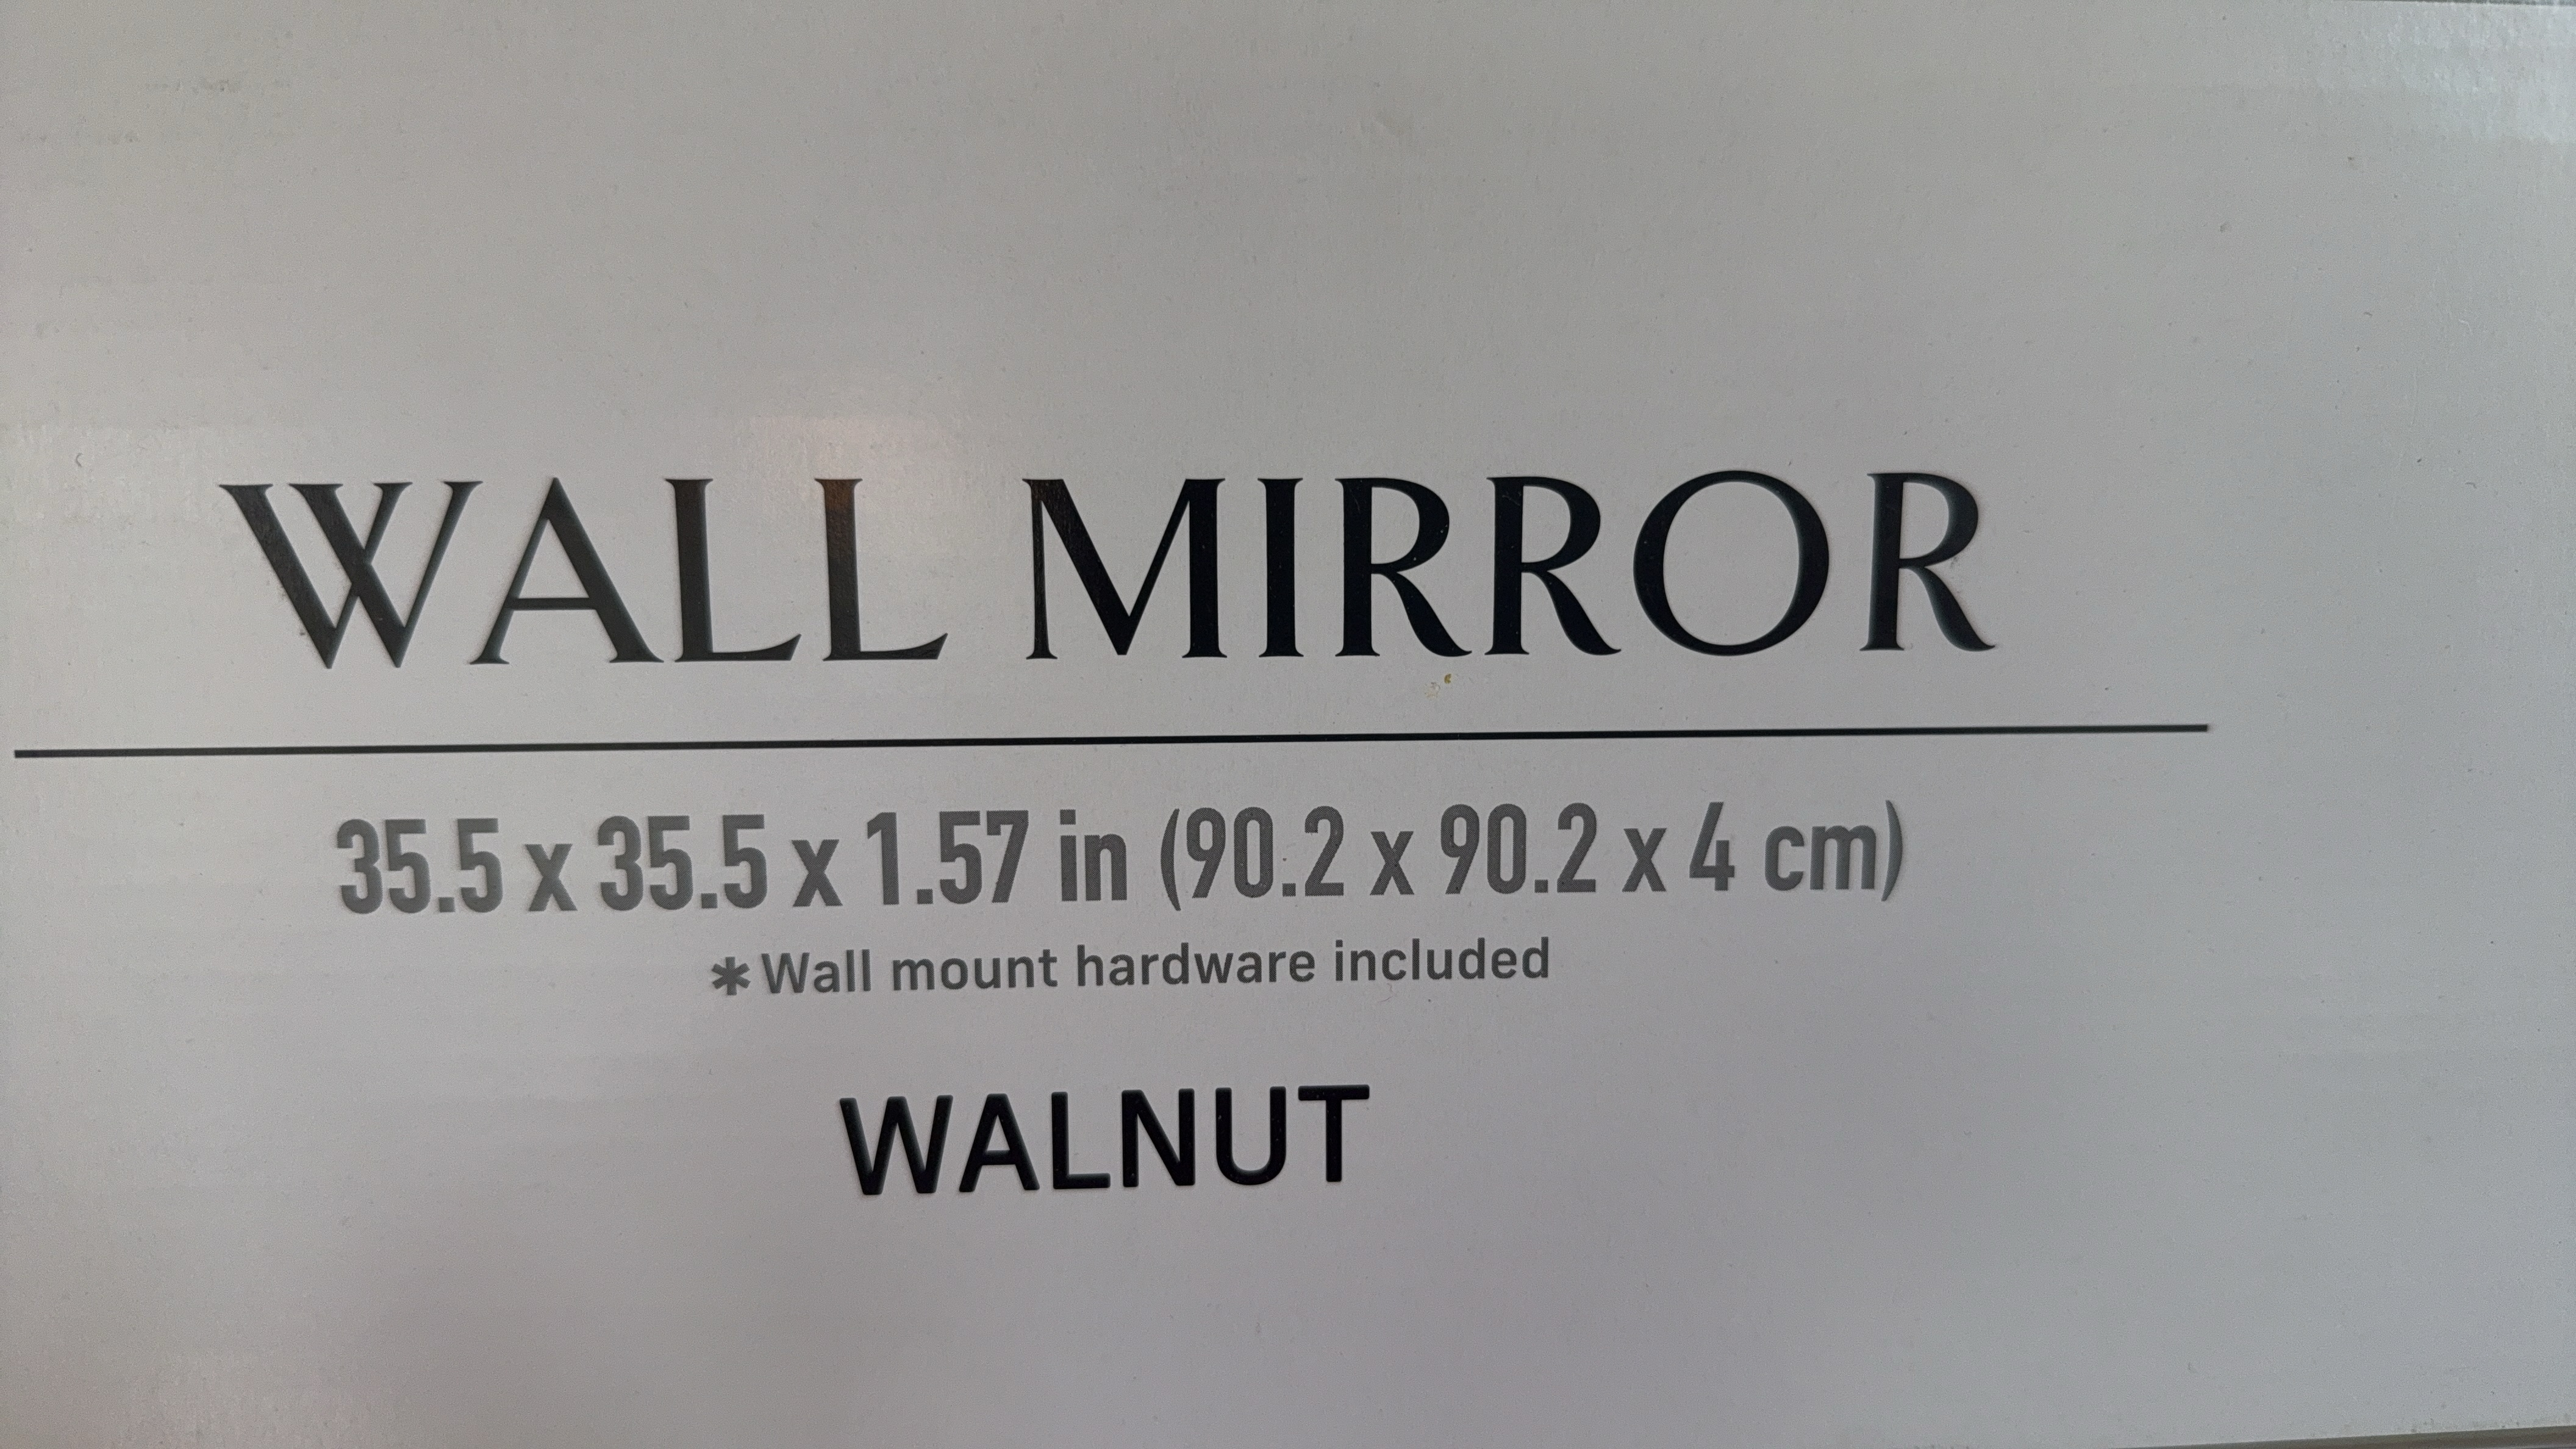 WALL MIRROR
35.5 x 35.5 x 1.57 in (90.2 x 90.2 x 4 cm)
*Wall mount hardware included
WALNUT